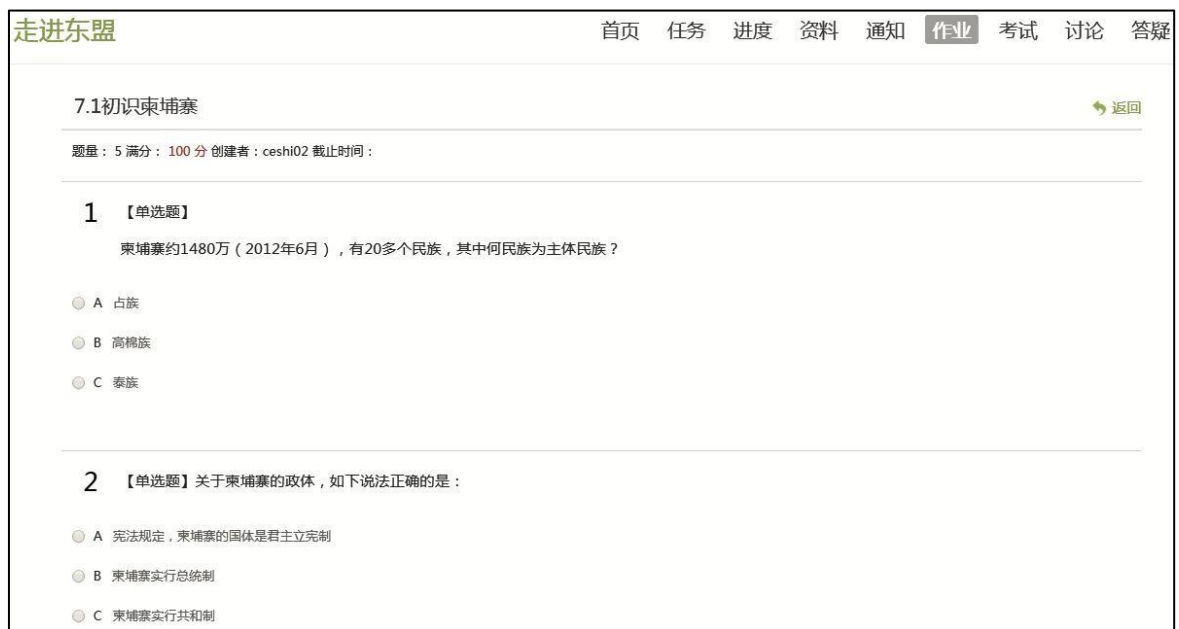 走进东盟
首页 任务 进度 资料 通知 作业 考试 讨论 答疑
7.1初识柬埔寨
返回
题量： 5 满分： 100 分 创建者：ceshi02 截止时间：
1 【单选题】
柬埔寨约1480万（2012年6月），有20多个民族，其中何民族为主体民族？
A 占族
B 高棉族
C 泰族
2 【单选题】关于柬埔寨的政体，如下说法正确的是：
A 宪法规定，柬埔寨的国体是君主立宪制
B 柬埔寨实行总统制
C 柬埔寨实行共和制